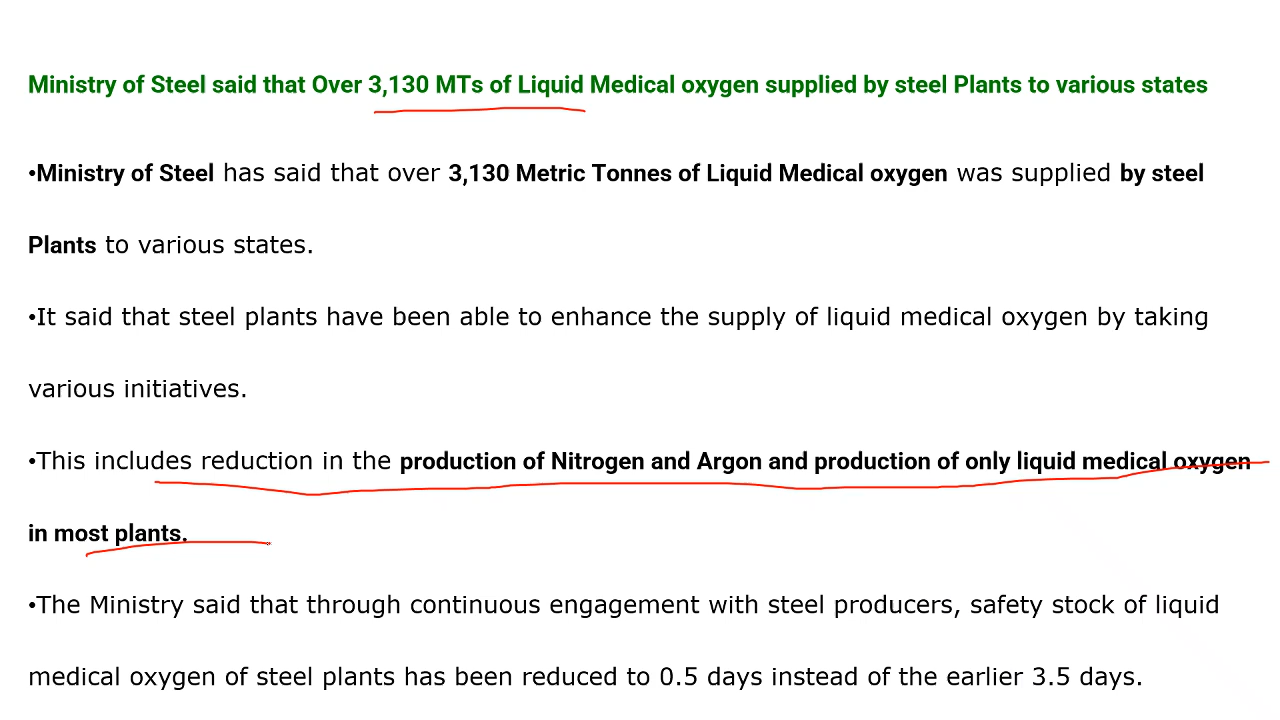 Ministry of Steel said that Over 3,130 MTs of Liquid Medical oxygen supplied by steel Plants to various states
•Ministry of Steel has said that over 3,130 Metric Tonnes of Liquid Medical oxygen was supplied by steel
Plants to various states.
•It said that steel plants have been able to enhance the supply of liquid medical oxygen by taking
various initiatives.
•This includes reduction in the production of Nitrogen and Argon and production of only liquid medical oxygen
in most plants.
•The Ministry said that through continuous engagement with steel producers, safety stock of liquid
medical oxygen of steel plants has been reduced to 0.5 days instead of the earlier 3.5 days.